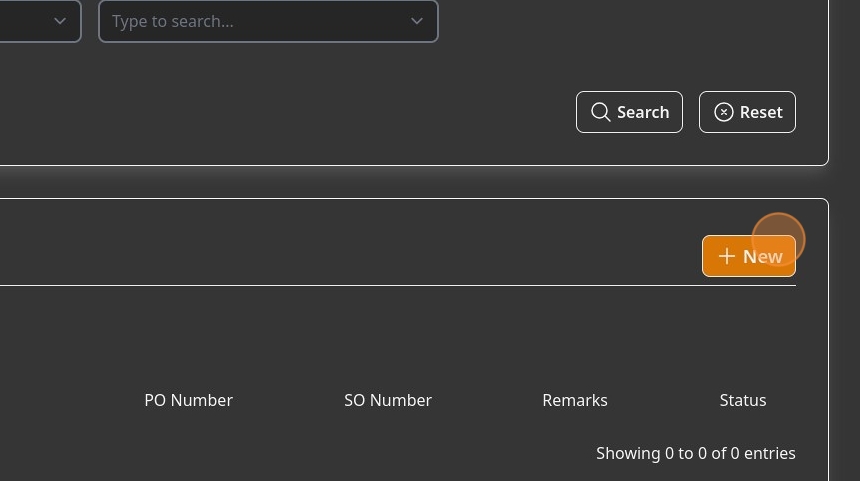 Type to search...
Search Reset
New
PO Number SO Number Remarks Status
Showing 0 to 0 of 0 entries